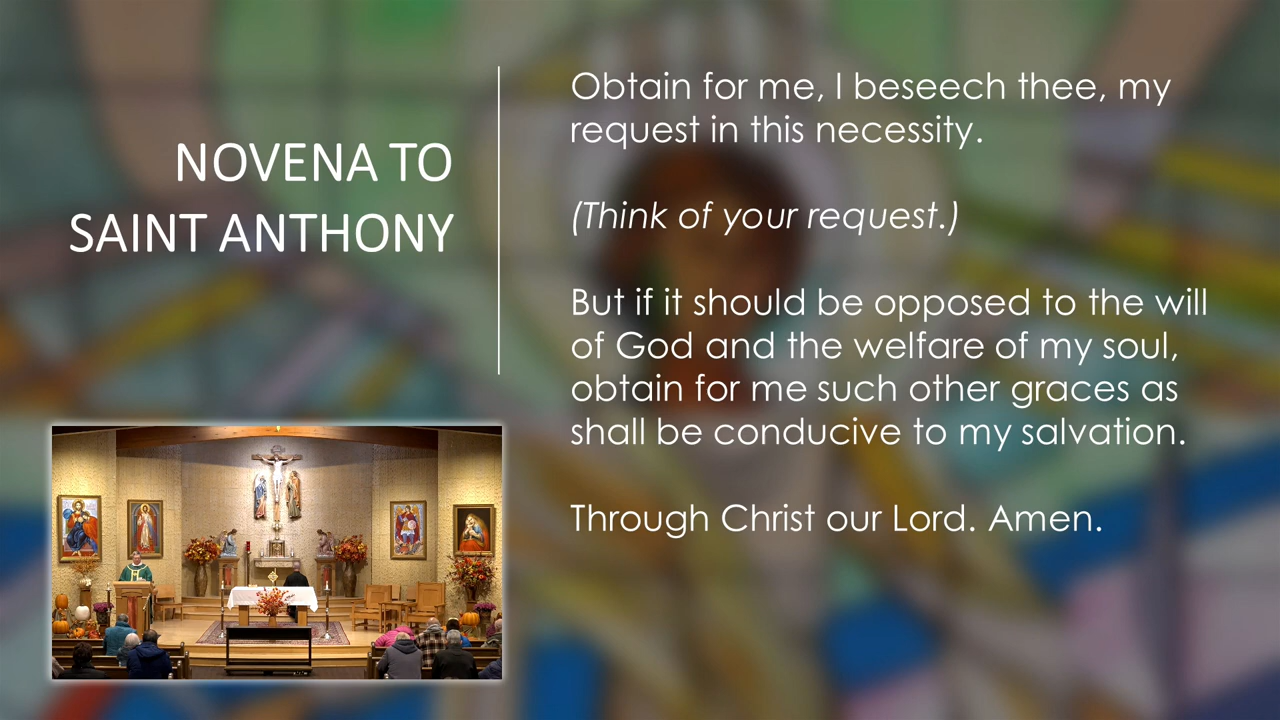 NOVENA TO
SAINT ANTHONY
Obtain for me, I beseech thee, my
request in this necessity.
(Think of your request.)
But if it should be opposed to the will
of God and the welfare of my soul,
obtain for me such other graces as
shall be conducive to my salvation.
Through Christ our Lord. Amen.